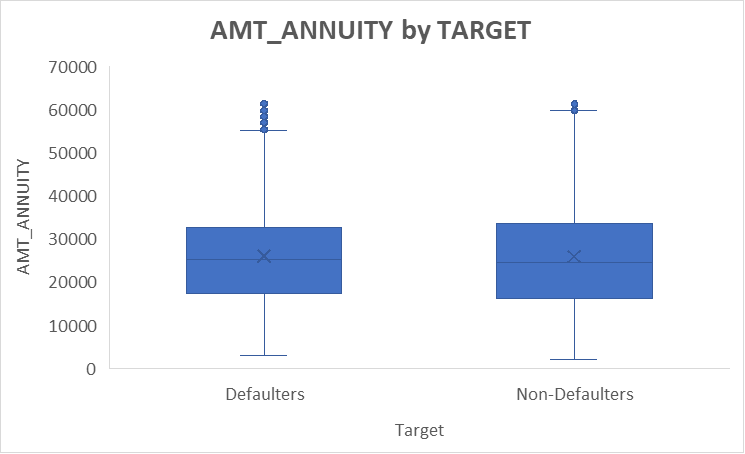 AMT_ANNUITY by TARGET
70000
60000
50000
40000
30000
20000
10000
0
AMT_ANNUITY
Defaulters
Non-Defaulters
Target